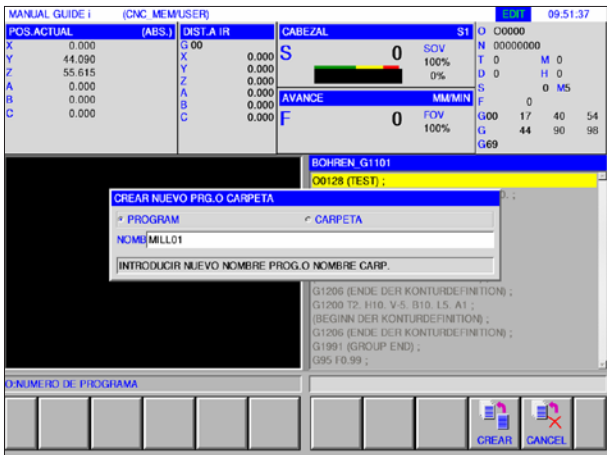 MANUAL GUIDE i (CNC_MEM/USER) EDIT 09.51:37
POS.ACTUAL (ABS.) DIST.A IR CABEZAL S1 O O0000
X 0.000 G 00 S 0 SOV 100% 0% N 00000000
Y 44.090 X 0.000 T 0 M 0
Z 55.615 Y 0.000 D 0 H 0
A 0.000 Z 0.000 S 0 M5
B 0.000 A 0.000 AVANCE MM/MIN F 0
C 0.000 B 0.000 F 0 FOV 100% G00 17 40 54
C 0.000 G 44 90 98
G69
BOHREN_G1101
O0128 (TEST) ;
CREAR NUEVO PRG.O CARPETA
PROGRAM CARPETA
NOMB MILL01
INTRODUCIR NUEVO NOMBRE PROG.O NOMBRE CARP.
G1206 (ENDE DER KONTURDEFINITION) ;
G1200 T2. H10. V-5. B10. L5. A1 ;
(BEGINN DER KONTURDEFINITION) ;
G1206 (ENDE DER KONTURDEFINITION) ;
G1991 (GROUP END) ;
G95 F0.99 ;
O:NUMERO DE PROGRAMA
CREAR CANCEL